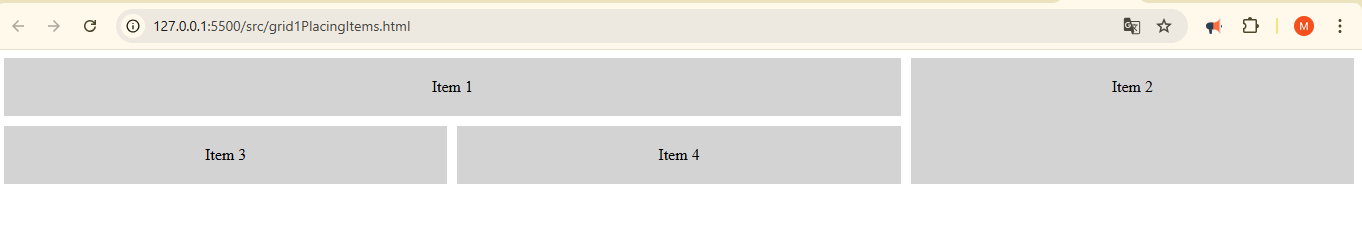 127.0.0.1:5500/src/grid1PlacingItems.html
M
Item 1
Item 2
Item 3
Item 4